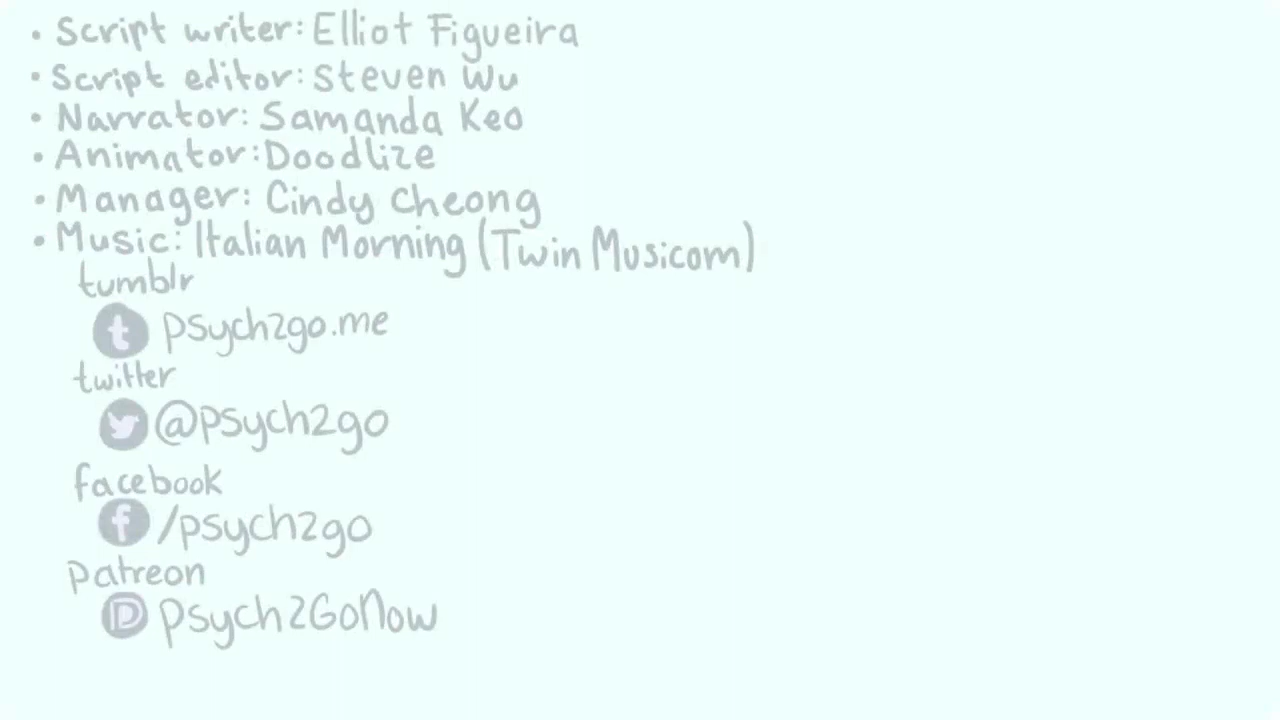 • Script writer: Elliot Figueira
• Script editor: Steven Wu
• Narrator: Samanda Keo
• Animator: Doodlize
• Manager: Cindy Cheong
• Music: Italian Morning (Twin Musicom)
tumblr
t psych2go.me
twitter
@psych2go
facebook
f /psych2go
Patreon
P Psych2GoNow